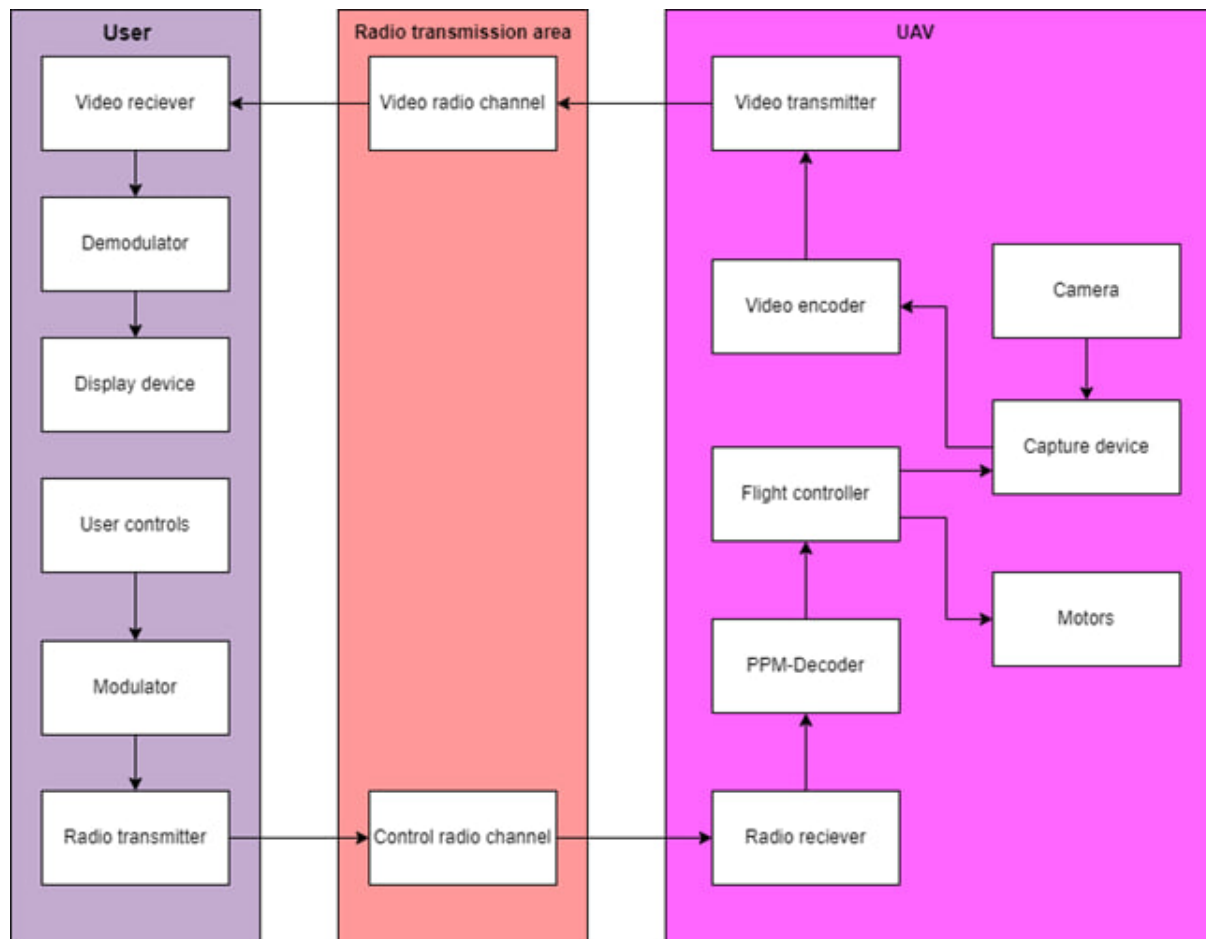 User
Radio transmission area
UAV
Video reciever
Video radio channel
Video transmitter
Demodulator
Video encoder
Camera
Display device
Capture device
Flight controller
User controls
Motors
PPM-Decoder
Modulator
Radio transmitter
Control radio channel
Radio reciever